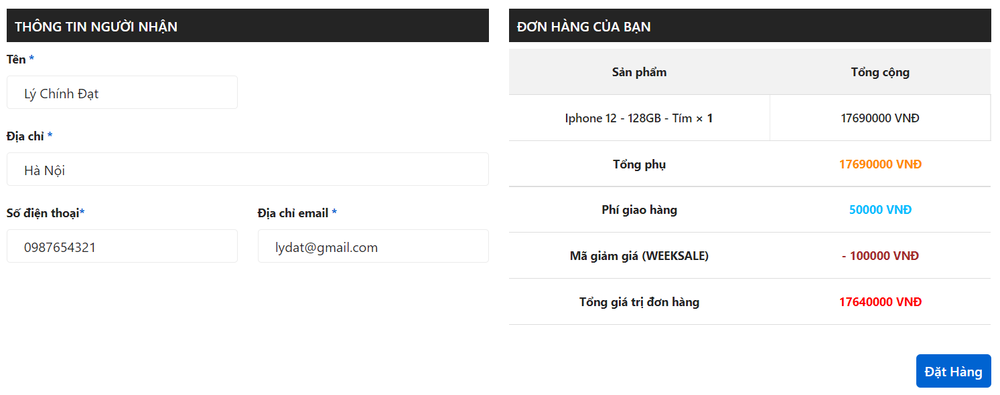 THÔNG TIN NGƯỜI NHẬN
Tên *
Lý Chính Đạt
Địa chỉ *
Hà Nội
Số điện thoại*
Địa chỉ email *
0987654321
lydat@gmail.com
ĐƠN HÀNG CỦA BẠN
Sản phẩm
Tổng cộng
Iphone 12 - 128GB - Tím × 1
17690000 VNĐ
Tổng phụ
17690000 VNĐ
Phí giao hàng
50000 VNĐ
Mã giảm giá (WEEKSALE)
- 100000 VNĐ
Tổng giá trị đơn hàng
17640000 VNĐ
Đặt Hàng